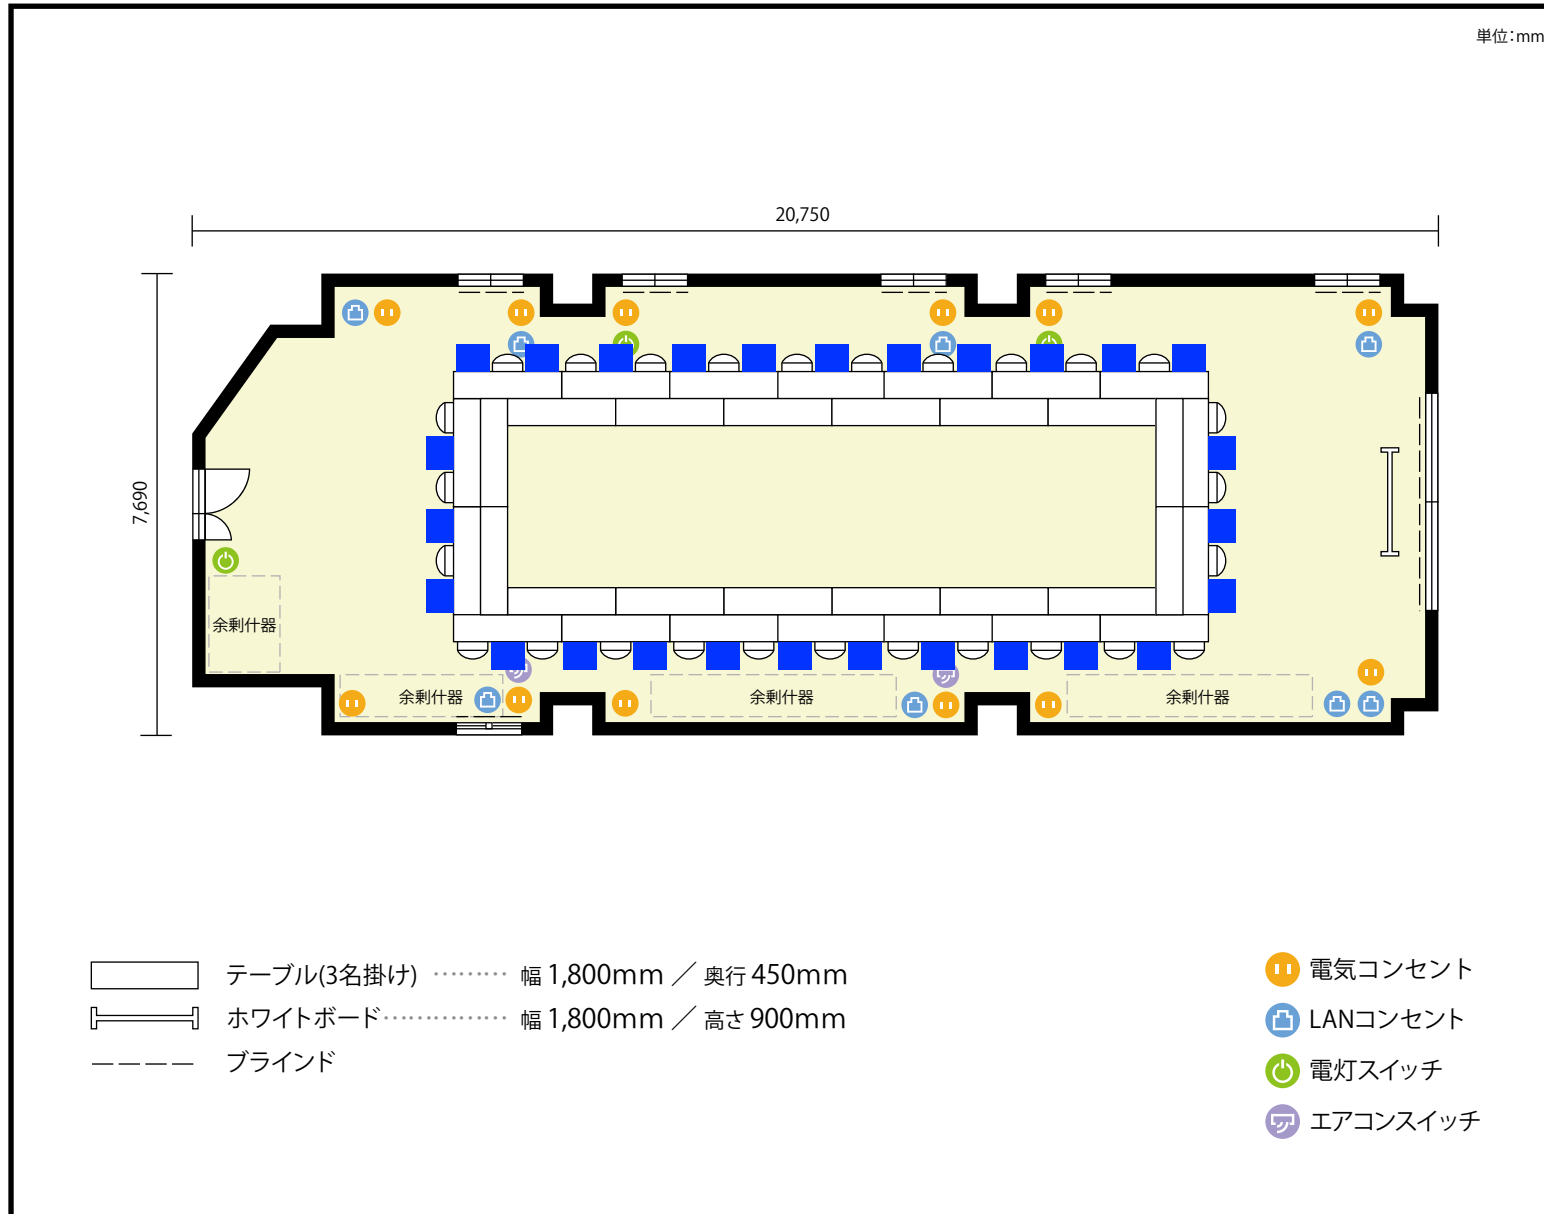 単位：mm
20,750
7,690
余剰什器
余剰什器
余剰什器
余剰什器
テーブル(3名掛け) ········· 幅 1,800mm ／ 奥行 450mm
ホワイトボード ··············· 幅 1,800mm ／ 高さ 900mm
ブラインド
電気コンセント
LANコンセント
電灯スイッチ
エアコンスイッチ